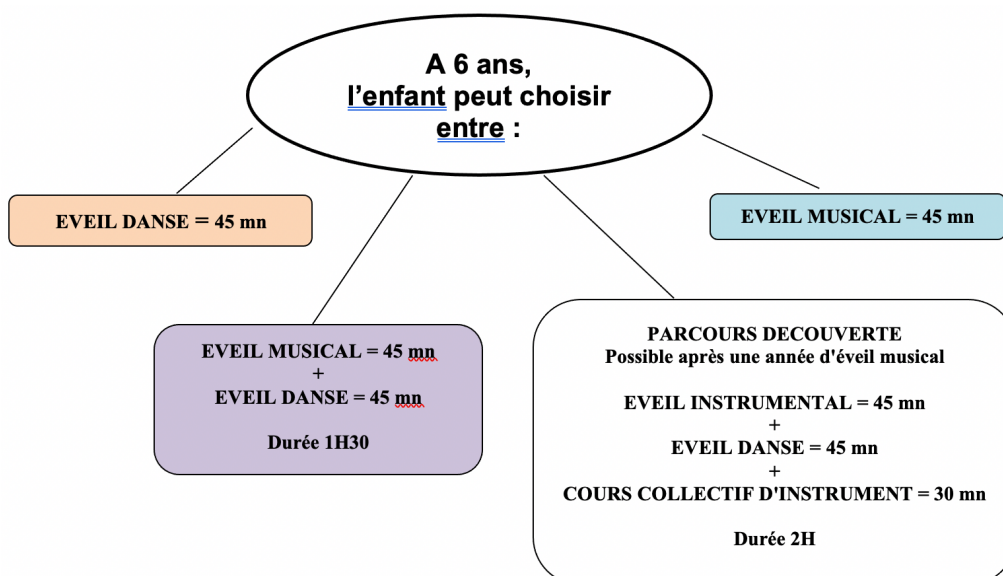 A 6 ans,
l’enfant peut choisir
entre :
EVEIL DANSE = 45 mn
EVEIL MUSICAL = 45 mn
EVEIL MUSICAL = 45 mn
+
EVEIL DANSE = 45 mn
Durée 1H30
PARCOURS DECOUVERTE
Possible après une année d'éveil musical
EVEIL INSTRUMENTAL = 45 mn
+
EVEIL DANSE = 45 mn
+
COURS COLLECTIF D'INSTRUMENT = 30 mn
Durée 2H